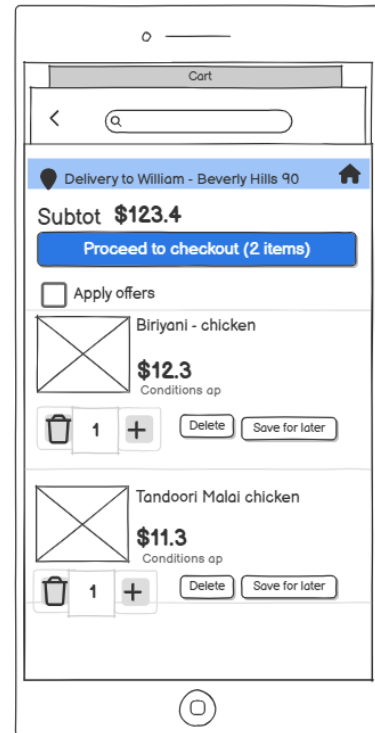 Cart
Delivery to William - Beverly Hills 90
Subtot $123.4
Proceed to checkout (2 items)
Apply offers
Biriyani - chicken
$12.3
Conditions ap
1 + Delete Save for later
Tandoori Malai chicken
$11.3
Conditions ap
1 + Delete Save for later